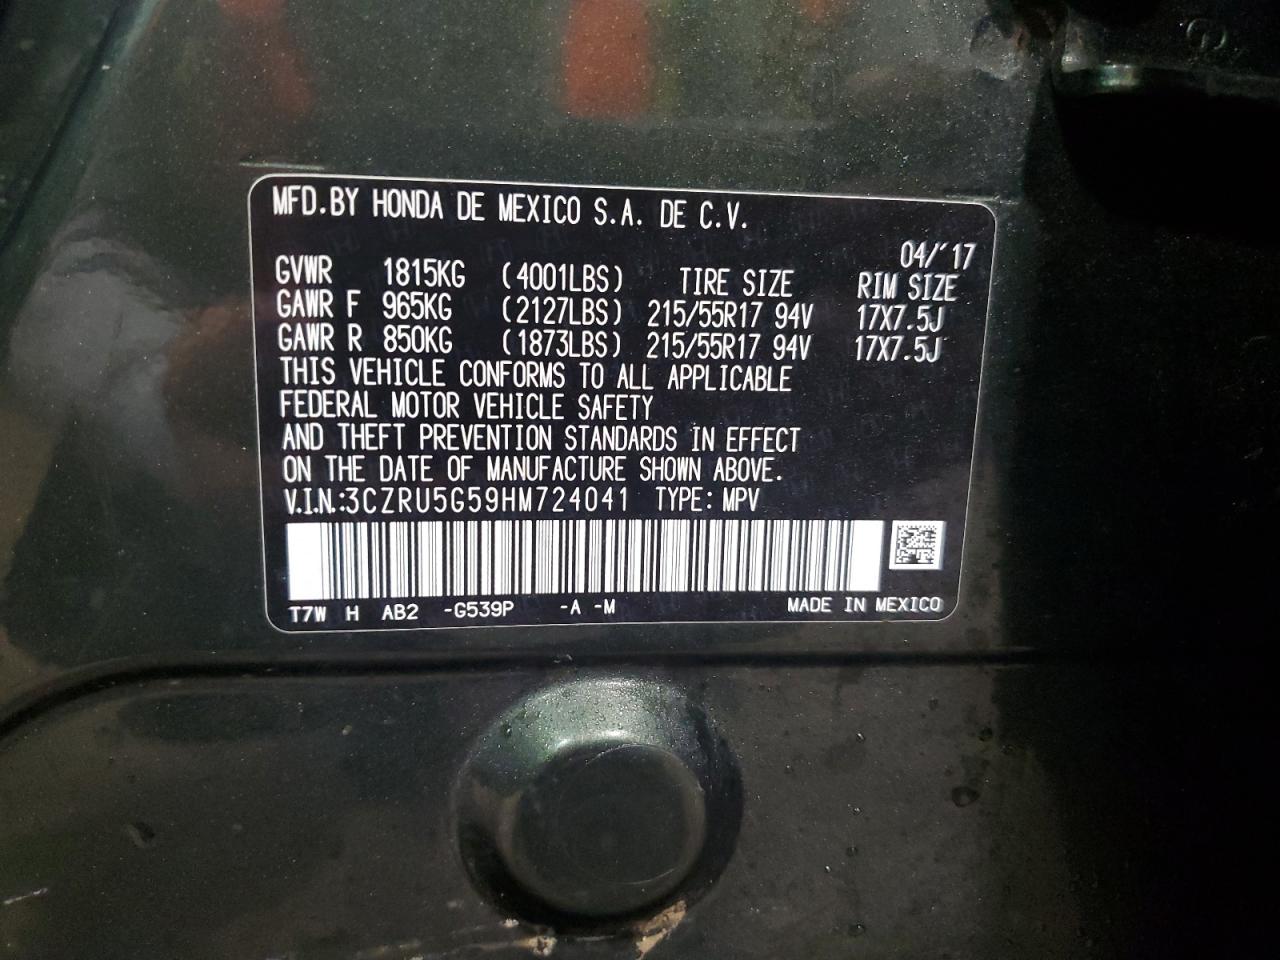 MFD.BY HONDA DE MEXICO S.A. DE C.V.
04/'17
GVWR 1815KG (4001LBS) TIRE SIZE RIM SIZE
GAWR F 965KG (2127LBS) 215/55R17 94V 17X7.5J
GAWR R 850KG (1873LBS) 215/55R17 94V 17X7.5J
THIS VEHICLE CONFORMS TO ALL APPLICABLE
FEDERAL MOTOR VEHICLE SAFETY
AND THEFT PREVENTION STANDARDS IN EFFECT
ON THE DATE OF MANUFACTURE SHOWN ABOVE.
V.I.N.:3CZRU5G59HM724041 TYPE: MPV
T7W H AB2 -G539P -A -M MADE IN MEXICO